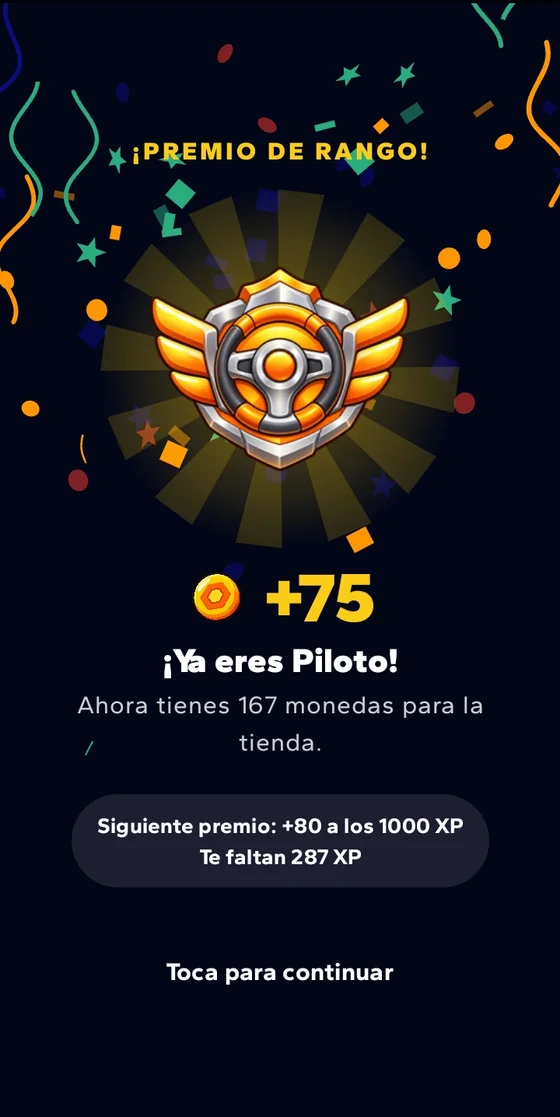 ¡PREMIO DE RANGO!
+75
¡Ya eres Piloto!
Ahora tienes 167 monedas para la
tienda.
Siguiente premio: +80 a los 1000 XP
Te faltan 287 XP
Toca para continuar